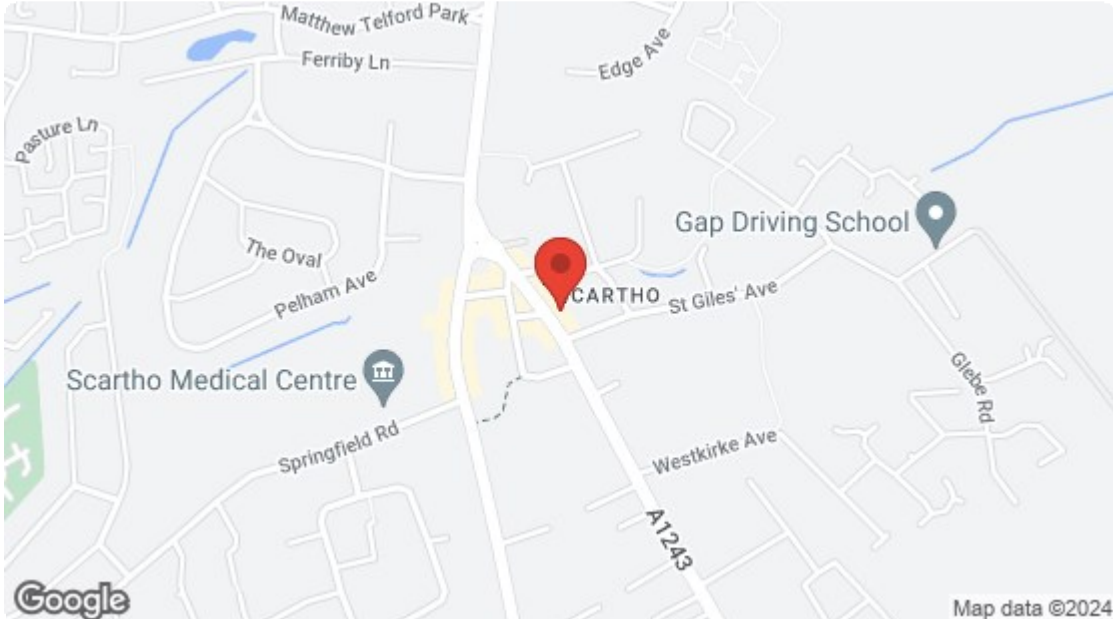 Matthew Telford Park
Ferriby Ln
Edge Ave
Pasture Ln
Gap Driving School
The Oval
Pelham Ave
CARTHO
St Giles' Ave
Scartho Medical Centre
Glebe Rd
Springfield Rd
Westkirke Ave
A1243
Google
Map data ©2024